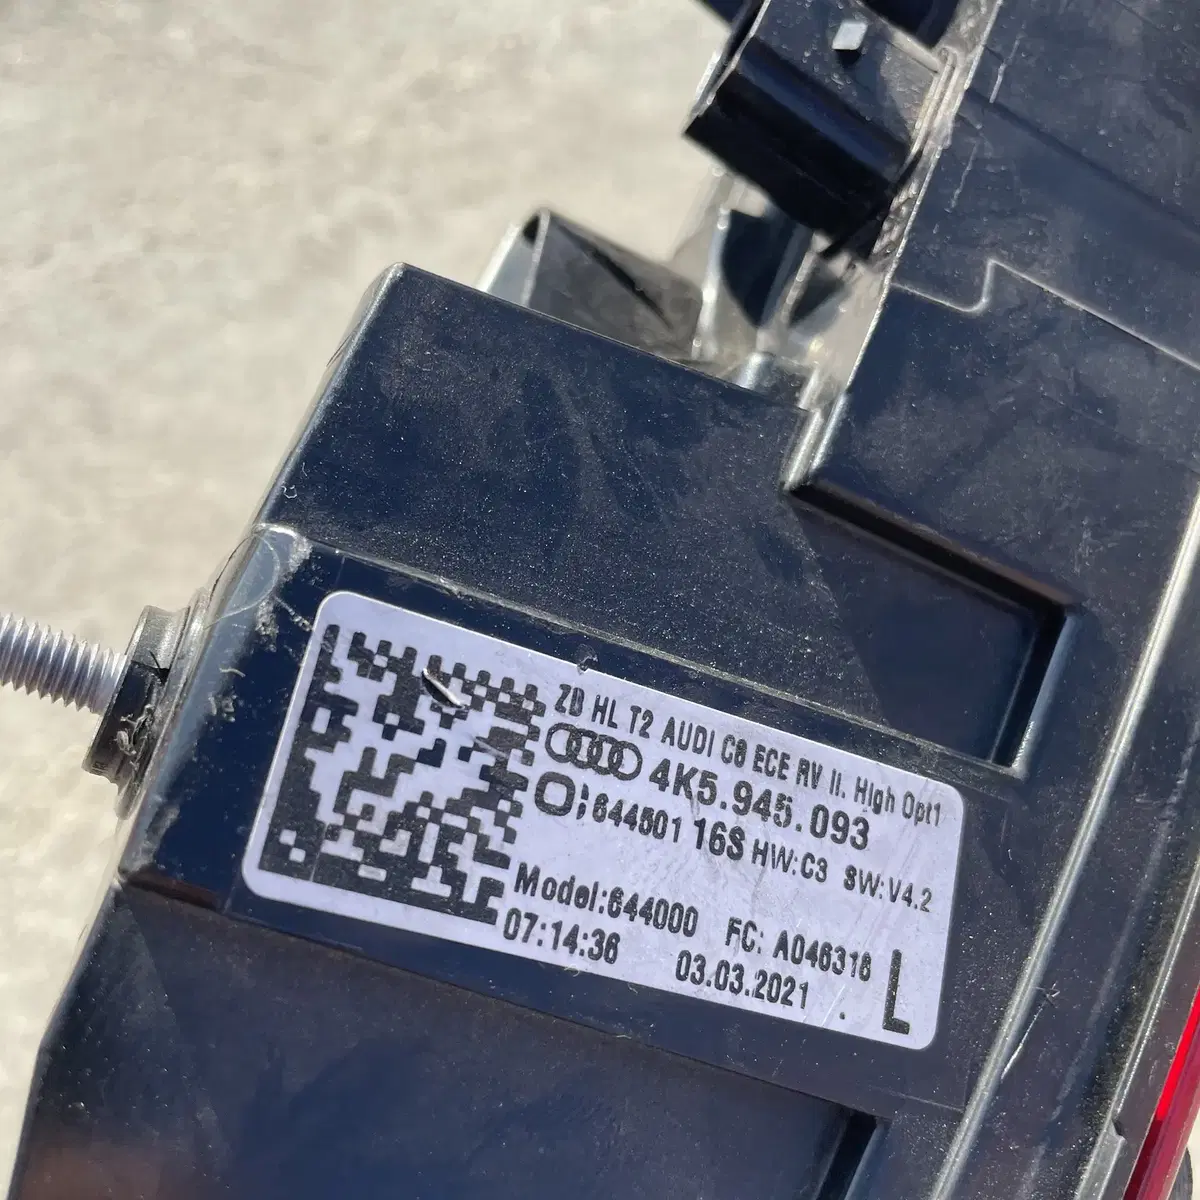 ZB HL T2 AUDI C8 ECE RV II. High Opt1
4K5.945.093
:644501 16S HW:C3 SW:V4.2
Model:644000 FC: A046316
07:14:36 03.03.2021 . L